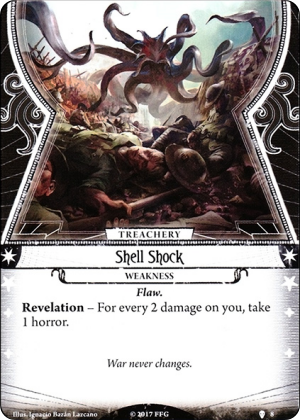 TREACHERY
Shell Shock
WEAKNESS
Flaw.
Revelation – For every 2 damage on you, take
1 horror.
War never changes.
Illus. Ignacio Bazán Lazcano
© 2017 FFG
8